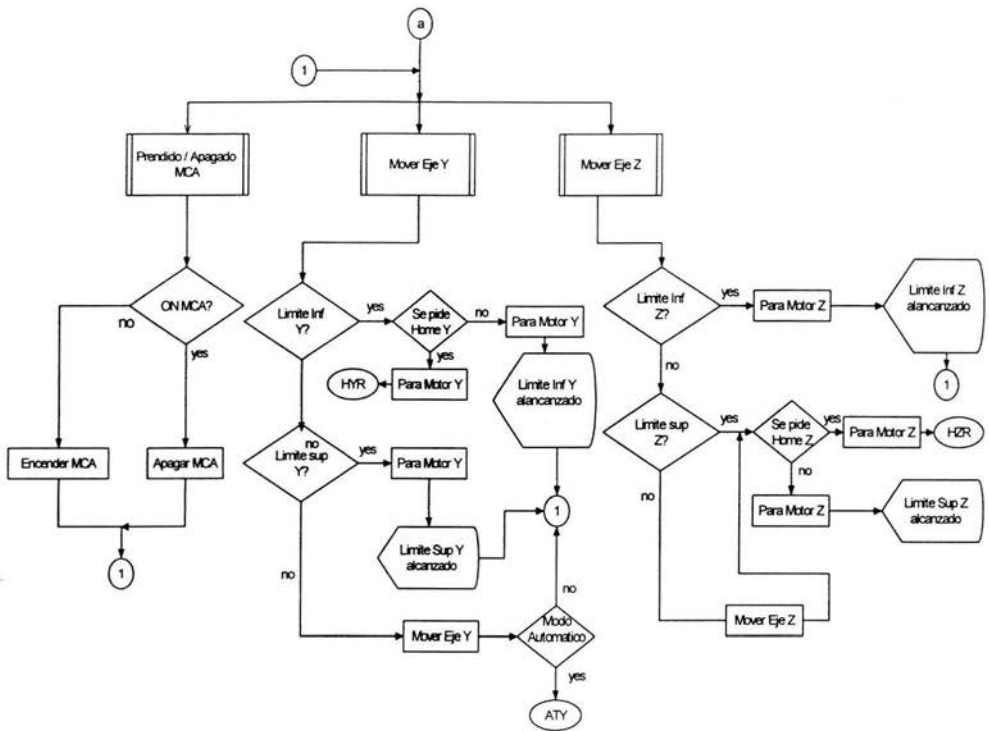 a
1
Prendido / Apagado
MCA
Mover Eje Y
Mover Eje Z
ON MCA?
no
yes
Encender MCA
Apagar MCA
1
Limite Inf
Y?
yes
Se pide
Home Y
no
Para Motor Y
yes
HYR
Para Motor Y
Limite Inf Y
alancanzado
no
Limite sup
Y?
yes
Para Motor Y
Limite Sup Y
alcanzado
1
no
no
Mover Eje Y
Modo
Automatico
yes
ATY
Limite Inf
Z?
yes
Para Motor Z
Limite Inf Z
alancanzado
1
no
Limite sup
Z?
yes
Se pide
Home Z
yes
Para Motor Z
HZR
no
Para Motor Z
Limite Sup Z
alcanzado
no
Mover Eje Z